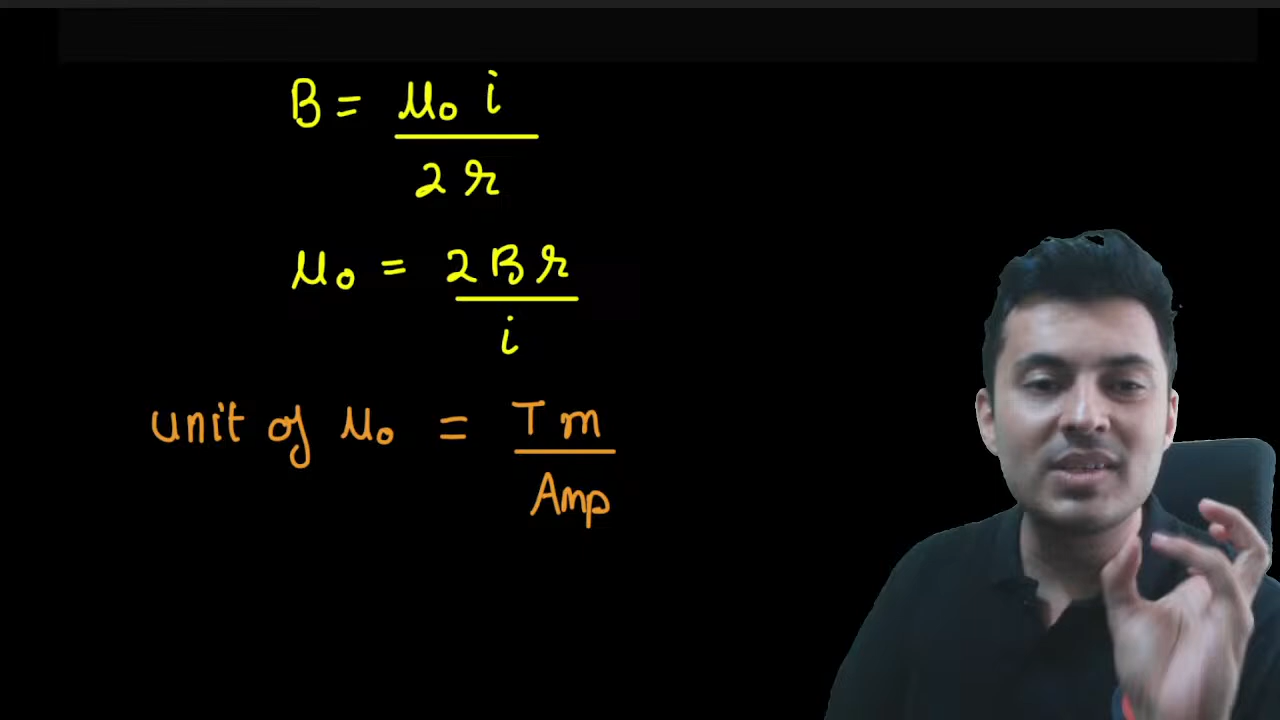 B = μ₀ i / 2 r
μ₀ = 2 B r / i
unit of μ₀ = T m / Amp